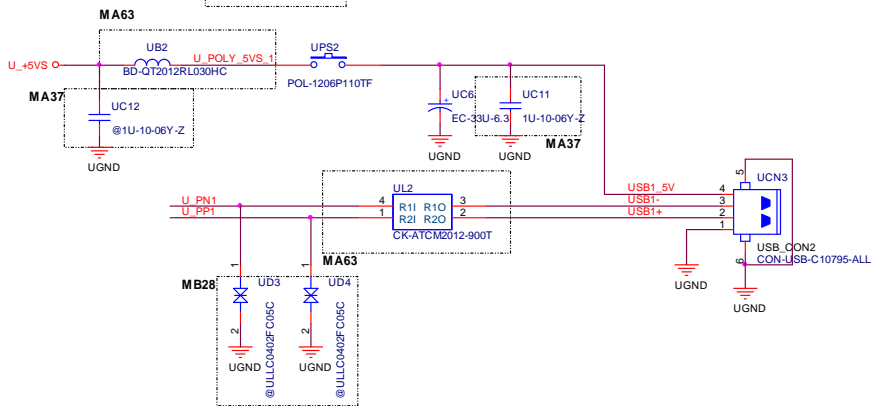 MA63
UB2
U_+5VS
U_POLY_5VS_1
BD-QT2012RL030HC
UPS2
POL-1206P110TF
MA37
UC12
@1U-10-06Y-Z
UGND
UC6
+
EC-33U-6.3
UGND
UC11
1U-10-06Y-Z
MA37
UGND
UL2
U_PN1
4 R1I R1O 3
U_PP1
1 R2I R2O 2
CK-ATCM2012-900T
MA63
USB1_5V 4
USB1- 3
USB1+ 2
1
5
UCN3
6
USB_CON2
CON-USB-C10795-ALL
UGND
UGND
MB28
1
UD3
2
@ULLC0402FC05C
UGND
1
UD4
2
@ULLC0402FC05C
UGND